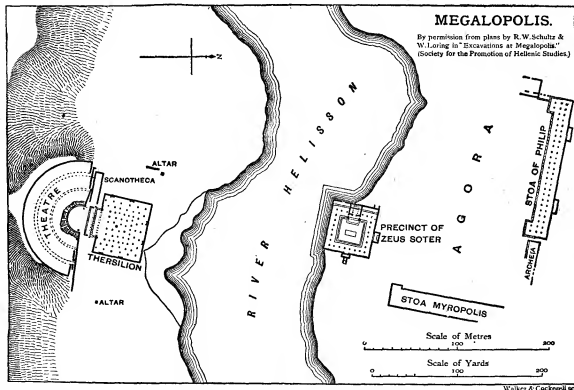 MEGALOPOLIS.
By permission from plans by R.W. Schultz &
W. Loring in "Excavations at Megalopolis."
(Society for the Promotion of Hellenic Studies.)
N
RIVER HELISSON
AGORA
STOA OF PHILIP
ALTAR
SCANOTHECA
THEATRE
THERSILION
ALTAR
PRECINCT OF
ZEUS SOTER
ARCHEIA
STOA MYROPOLIS
Scale of Metres
0 100 200
Scale of Yards
0 100 200
Walker & Cockerell sc.